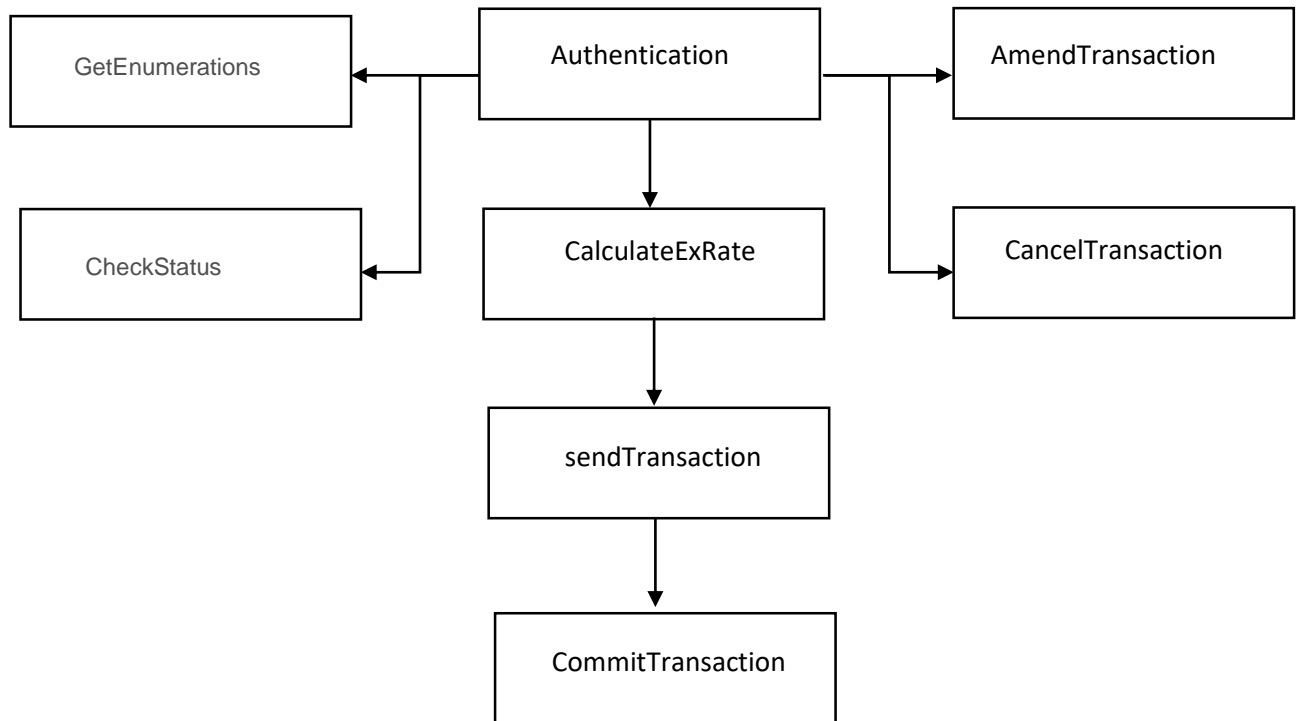 GetEnumerations
Authentication
AmendTransaction
CheckStatus
CalculateExRate
CancelTransaction
sendTransaction
CommitTransaction